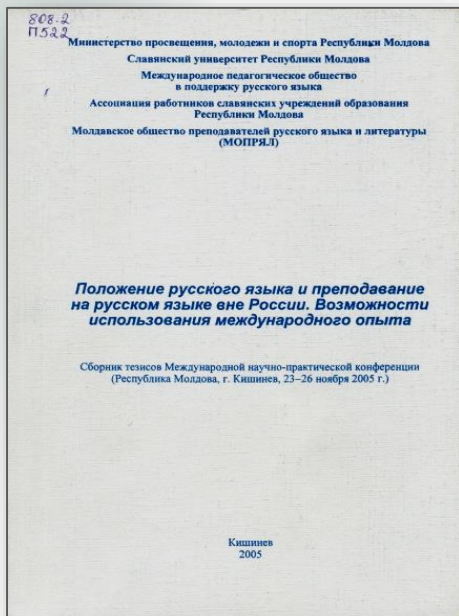 808.2
П522
Министерство просвещения, молодежи и спорта Республики Молдова
Славянский университет Республики Молдова
Международное педагогическое общество
в поддержку русского языка
Ассоциация работников славянских учреждений образования
Республики Молдова
Молдавское общество преподавателей русского языка и литературы
(МОПРЯЛ)
Положение русского языка и преподавание
на русском языке вне России. Возможности
использования международного опыта
Сборник тезисов Международной научно-практической конференции
(Республика Молдова, г. Кишинев, 23–26 ноября 2005 г.)
Кишинев
2005